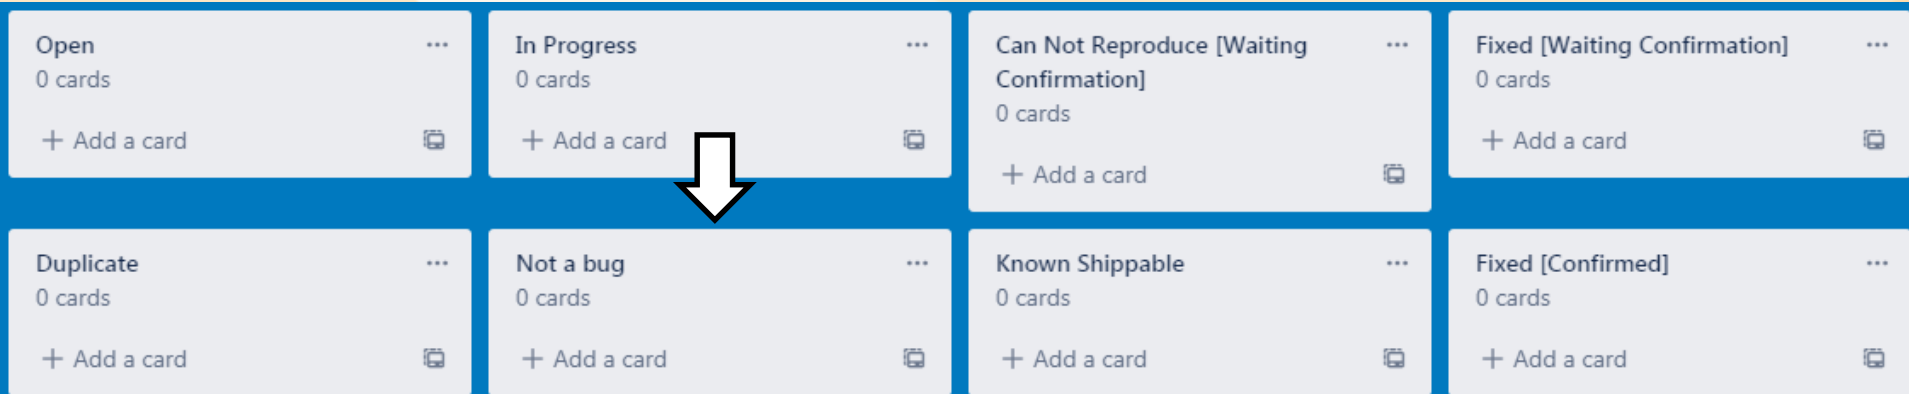 Open
0 cards
+ Add a card
In Progress
0 cards
+ Add a card
Can Not Reproduce [Waiting
Confirmation]
0 cards
+ Add a card
Fixed [Waiting Confirmation]
0 cards
+ Add a card
Duplicate
0 cards
+ Add a card
Not a bug
0 cards
+ Add a card
Known Shippable
0 cards
+ Add a card
Fixed [Confirmed]
0 cards
+ Add a card